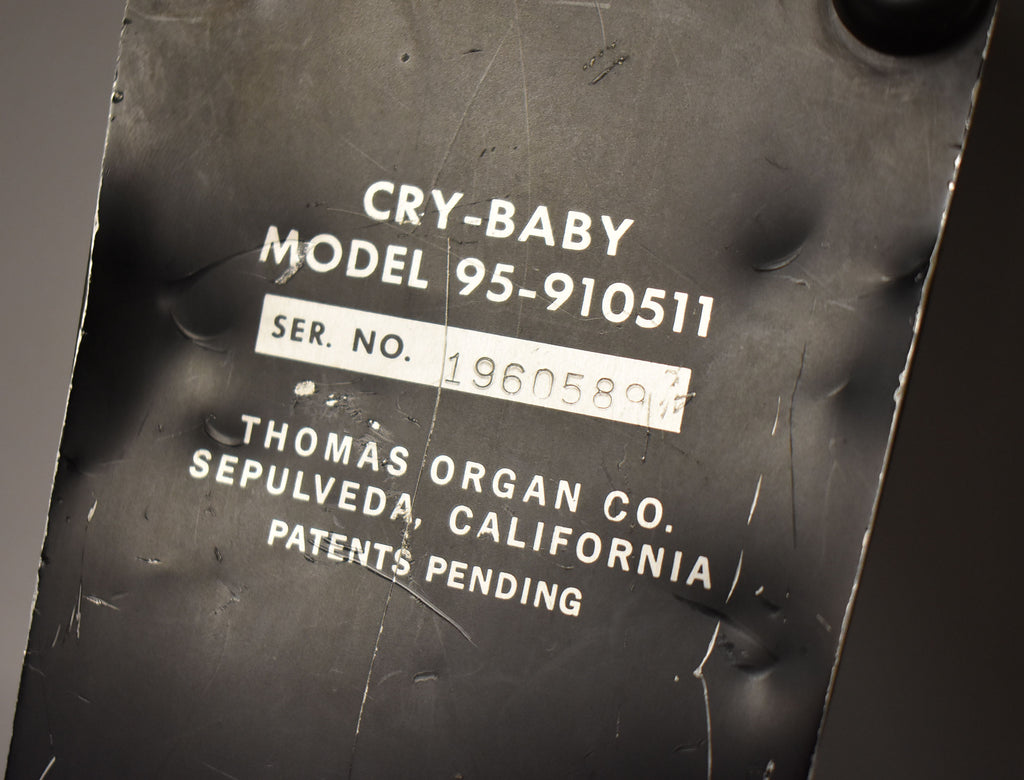 CRY-BABY
MODEL 95-910511
SER. NO.
THOMAS ORGAN CO.
SEPULVEDA, CALIFORNIA
PATENTS PENDING